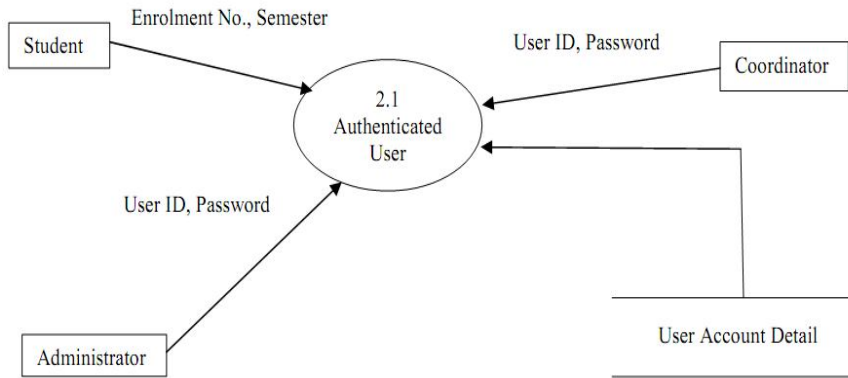 Enrolment No., Semester
Student
User ID, Password
Coordinator
2.1
Authenticated
User
User ID, Password
User Account Detail
Administrator